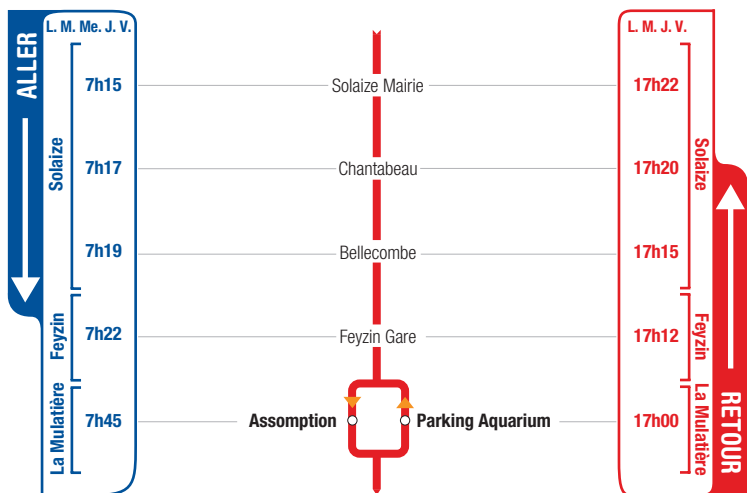 ALLER
L. M. Me. J. V.
L. M. J. V.
Solaize
7h15
Solaize Mairie
17h22
Solaize
7h17
Chantabeau
17h20
7h19
Bellecombe
17h15
Feyzin
7h22
Feyzin Gare
17h12
Feyzin
La Mulatière
7h45
Assomption
Parking Aquarium
17h00
La Mulatière
RETOUR